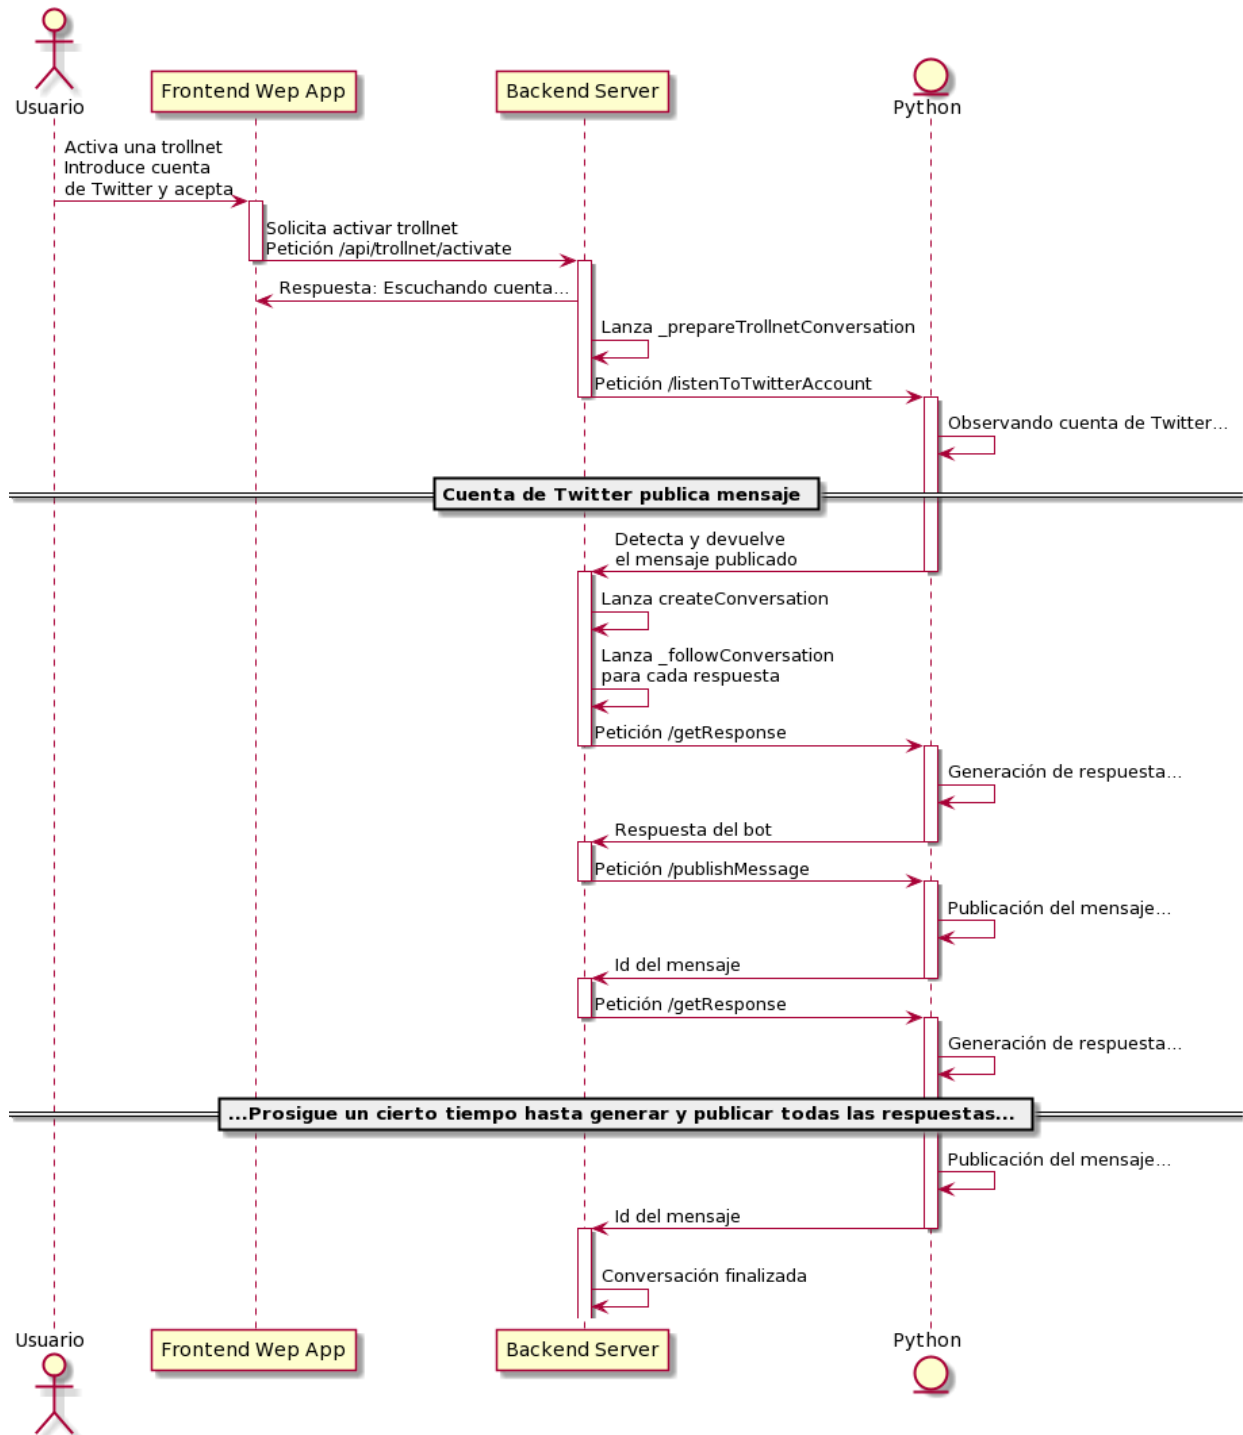 Usuario
Frontend Wep App
Backend Server
Python
Activa una trollnet
Introduce cuenta
de Twitter y acepta
Solicita activar trollnet
Petición /api/trollnet/activate
Respuesta: Escuchando cuenta...
Lanza _prepareTrollnetConversation
Petición /listenToTwitterAccount
Observando cuenta de Twitter...
Cuenta de Twitter publica mensaje
Detecta y devuelve
el mensaje publicado
Lanza createConversation
Lanza _followConversation
para cada respuesta
Petición /getResponse
Generación de respuesta...
Respuesta del bot
Petición /publishMessage
Publicación del mensaje...
Id del mensaje
Petición /getResponse
Generación de respuesta...
...Prosigue un cierto tiempo hasta generar y publicar todas las respuestas...
Publicación del mensaje...
Id del mensaje
Conversación finalizada
Usuario
Frontend Wep App
Backend Server
Python